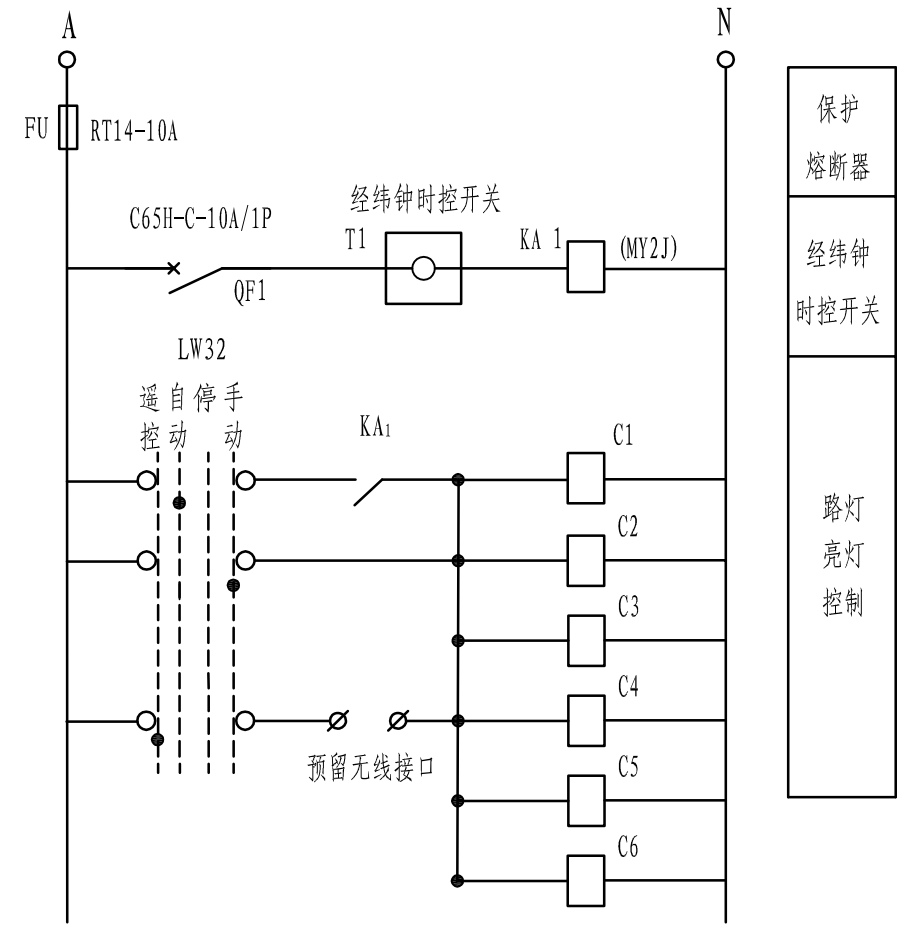 A
N
FU
RT14-10A
保护
熔断器
C65H-C-10A/1P
经纬钟时控开关
T1
KA 1
(MY2J)
QF1
经纬钟
时控开关
LW32
遥自停手
控动 动
KA₁
C1
C2
C3
C4
C5
C6
路灯
亮灯
控制
预留无线接口